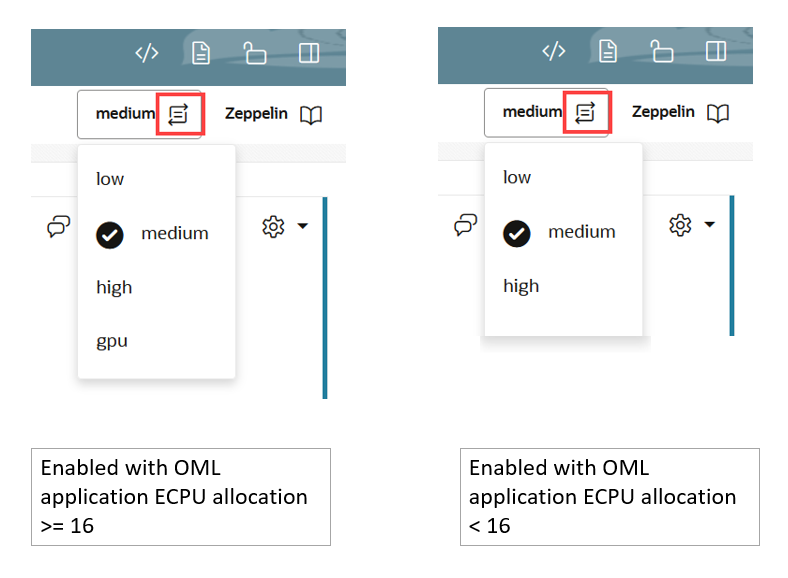 medium
Zeppelin
low
medium
high
gpu
Enabled with OML
application ECPU allocation
>= 16
medium
Zeppelin
low
medium
high
Enabled with OML
application ECPU allocation
< 16